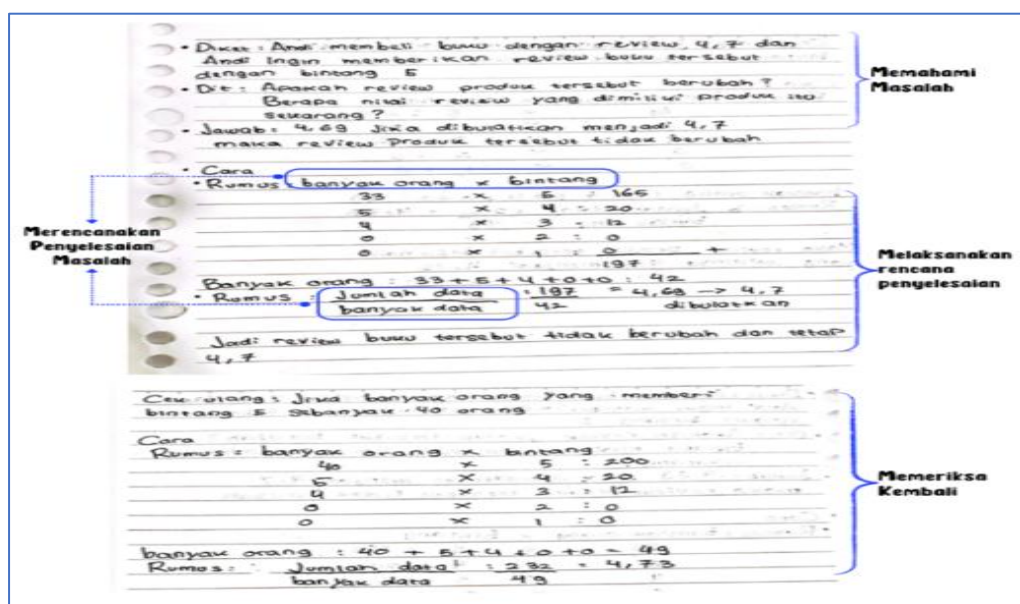 • Diket : Andi membeli buku dengan review 4,7 dan
Andi Ingin memberikan review buku tersebut
dengan bintang 5
• Dit : Apakah review produk tersebut berubah ?
Berapa nilai review yang dimiliki produk itu
sekarang ?
• Jawab : 4,69 Jika dibulatkan menjadi 4,7
maka review produk tersebut tidak berubah
Memahami
Masalah
• Cara
• Rumus : banyak orang x bintang
33 x 5 : 165
5 x 4 : 20
4 x 3 : 12
0 x 2 : 0
0 x 1 : 0 +
197
Banyak orang : 33 + 5 + 4 + 0 + 0 : 42
• Rumus : Jumlah data : 197 = 4,69 -> 4,7
banyak data 42 dibulatkan
Jadi review buku tersebut tidak berubah dan tetap
4,7
Merencanakan
Penyelesaian
Masalah
Melaksanakan
rencana
penyelesaian
Cek ulang : Jika banyak orang yang memberi
bintang 5 sebanyak 40 orang
Cara
Rumus : banyak orang x bintang
40 x 5 : 200
5 x 4 : 20
4 x 3 : 12
0 x 2 : 0
0 x 1 : 0
banyak orang : 40 + 5 + 4 + 0 + 0 = 49
Rumus : Jumlah data : 232 = 4,73
banyak data 49
Memeriksa
Kembali